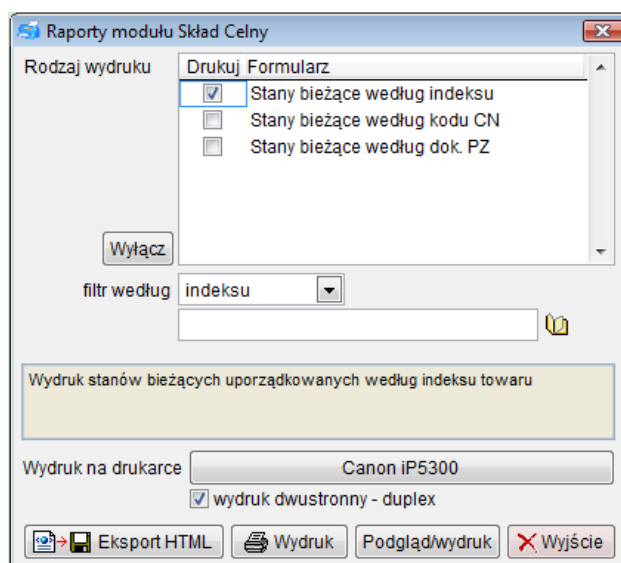 Raporty modułu Skład Celny
Rodzaj wydruku
Drukuj Formularz
Stany bieżące według indeksu
Stany bieżące według kodu CN
Stany bieżące według dok. PZ
Wyłącz
filtr według indeksu
Wydruk stanów bieżących uporządkowanych według indeksu towaru
Wydruk na drukarce Canon iP5300
wydruk dwustronny - duplex
Eksport HTML Wydruk Podgląd/wydruk Wyjście